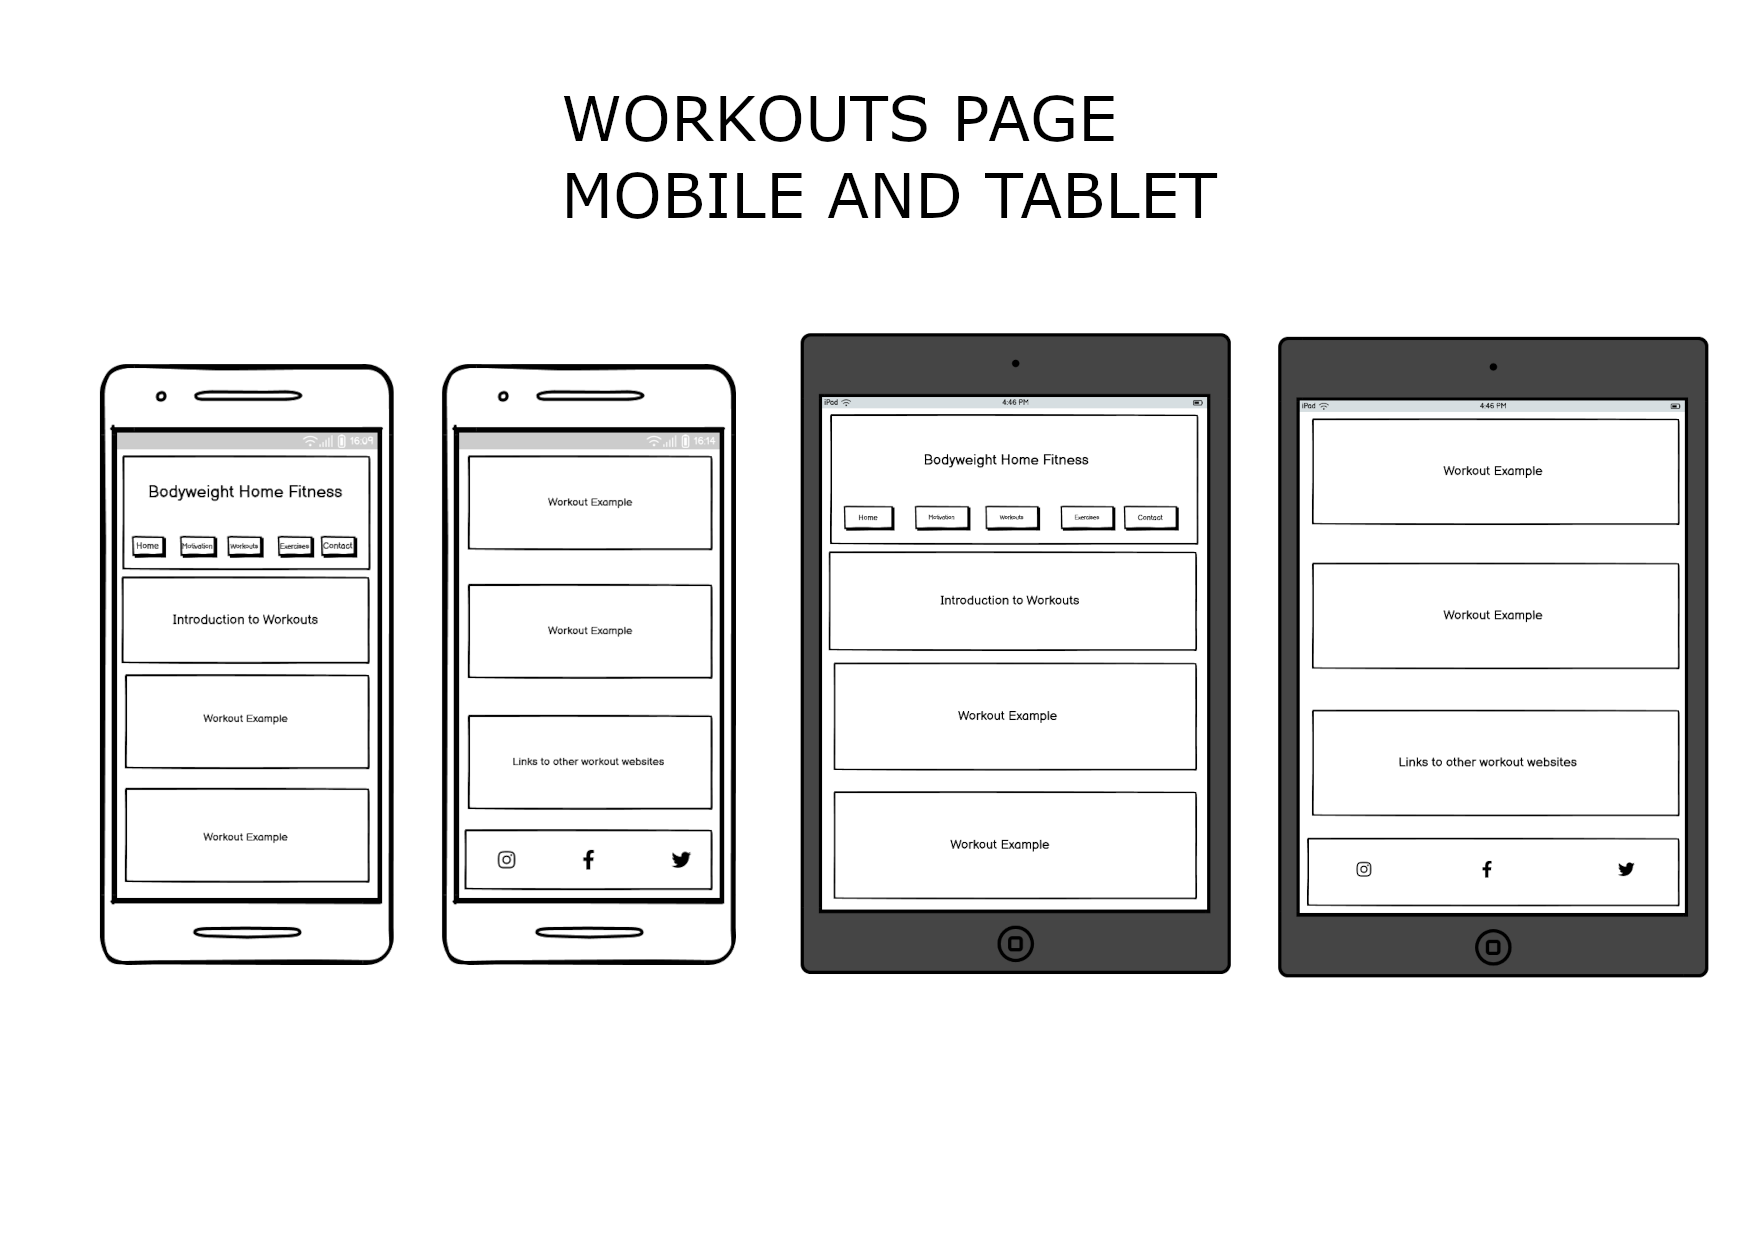 WORKOUTS PAGE
MOBILE AND TABLET
16:09
Bodyweight Home Fitness
Home Motivation Workouts Exercises Contact
Introduction to Workouts
Workout Example
Workout Example
16:14
Workout Example
Workout Example
Links to other workout websites
iPad 4:46 PM
Bodyweight Home Fitness
Home Motivation Workouts Exercises Contact
Introduction to Workouts
Workout Example
Workout Example
iPad 4:46 PM
Workout Example
Workout Example
Links to other workout websites